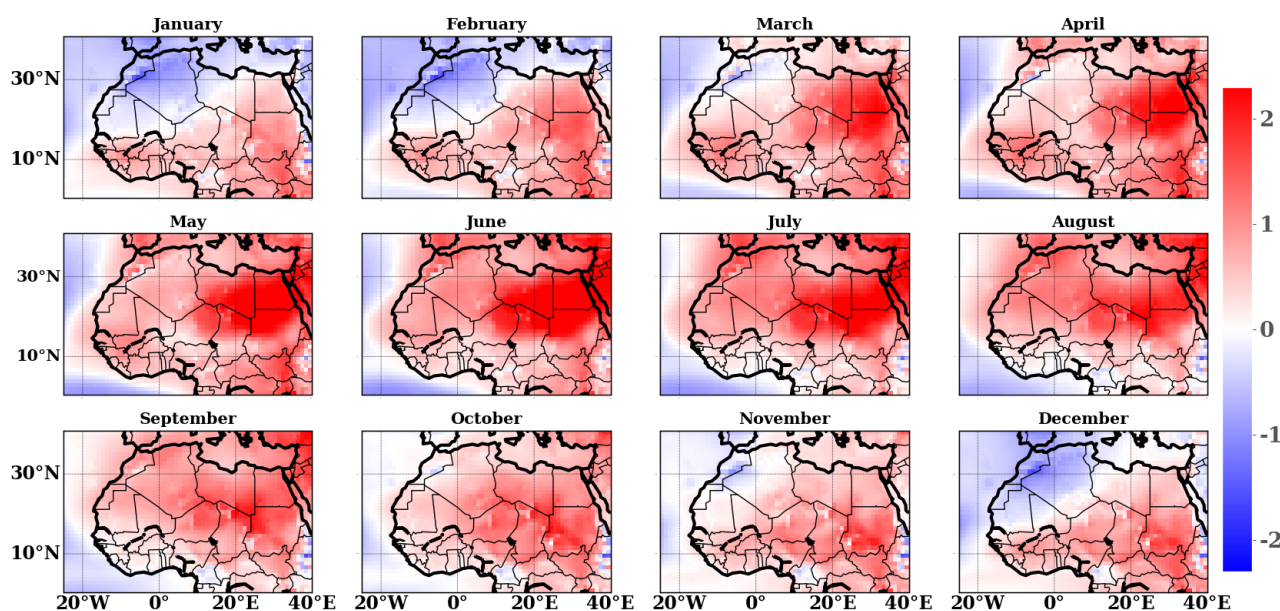 January February March April
30°N
10°N
2
1
0
-1
-2
May June July August
30°N
10°N
September October November December
30°N
10°N
20°W 0° 20°E 40°E 20°W 0° 20°E 40°E 20°W 0° 20°E 40°E 20°W 0° 20°E 40°E